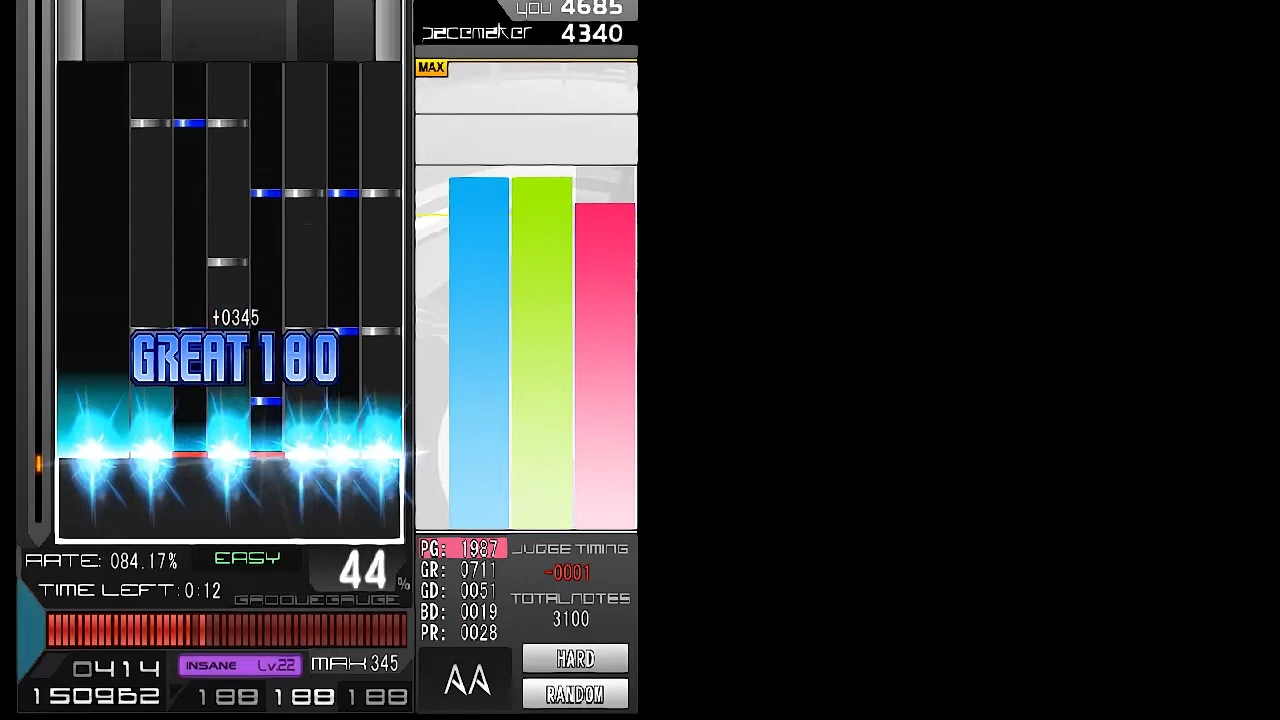 you 4685
pacemaker 4340
MAX
+0345
GREAT 180
RATE: 084.17% EASY 44 %
TIME LEFT: 0:12
GROOVEGAUGE
0414 INSANE Lv.22 MAX 345
150962 188 188 188
PG: 1987 JUDGE TIMING
GR: 0711 -0001
GD: 0051 TOTALNOTES
BD: 0019 3100
PR: 0028
AA
HARD
RANDOM